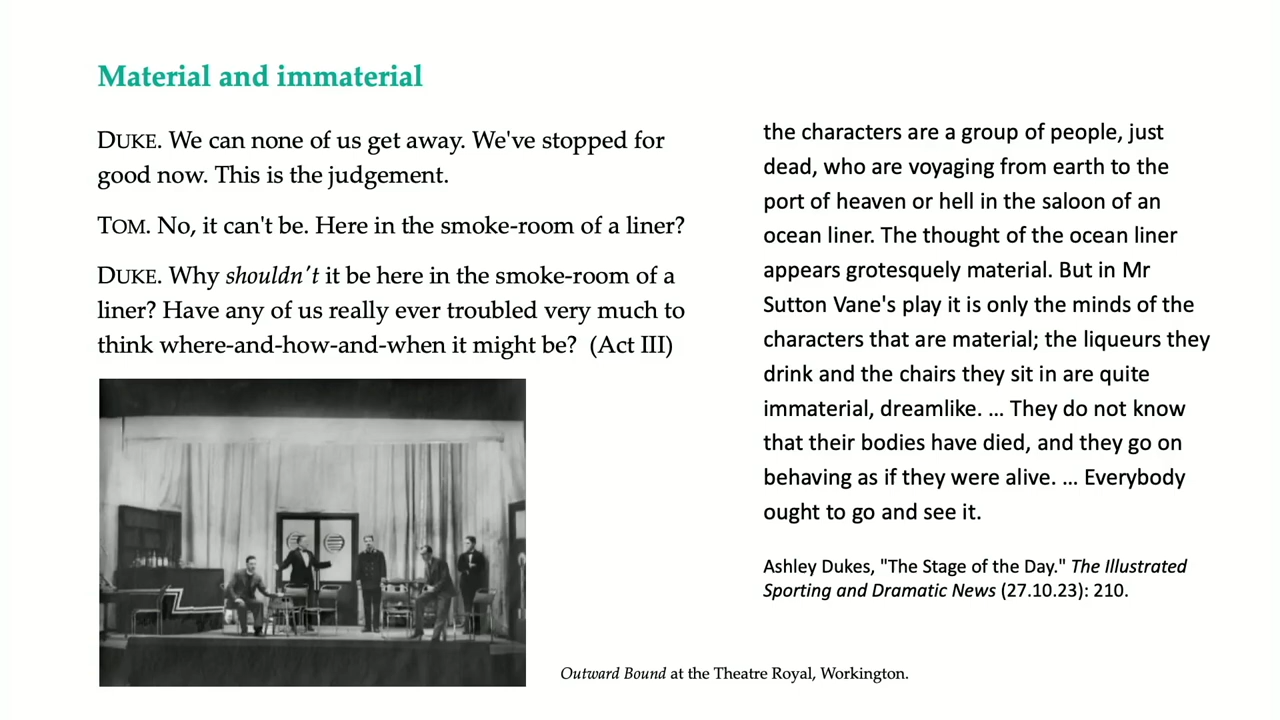 Material and immaterial
DUKE. We can none of us get away. We've stopped for
good now. This is the judgement.
TOM. No, it can't be. Here in the smoke-room of a liner?
DUKE. Why shouldn't it be here in the smoke-room of a
liner? Have any of us really ever troubled very much to
think where-and-how-and-when it might be? (Act III)
the characters are a group of people, just
dead, who are voyaging from earth to the
port of heaven or hell in the saloon of an
ocean liner. The thought of the ocean liner
appears grotesquely material. But in Mr
Sutton Vane's play it is only the minds of the
characters that are material; the liqueurs they
drink and the chairs they sit in are quite
immaterial, dreamlike. ... They do not know
that their bodies have died, and they go on
behaving as if they were alive. ... Everybody
ought to go and see it.
Ashley Dukes, "The Stage of the Day." The Illustrated
Sporting and Dramatic News (27.10.23): 210.
Outward Bound at the Theatre Royal, Workington.